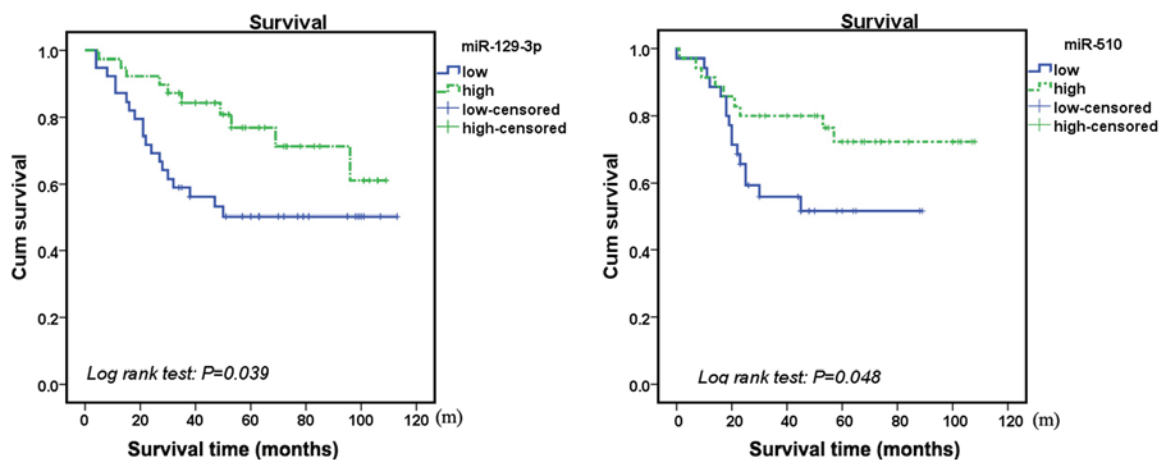 Survival
miR-129-3p
low
high
low-censored
high-censored
Cum survival
1.0
0.8
0.6
0.4
0.2
0.0
Log rank test: P=0.039
0 20 40 60 80 100 120 (m)
Survival time (months)
Survival
miR-510
low
high
low-censored
high-censored
Cum survival
1.0
0.8
0.6
0.4
0.2
0.0
Log rank test: P=0.048
0 20 40 60 80 100 120 (m)
Survival time (months)